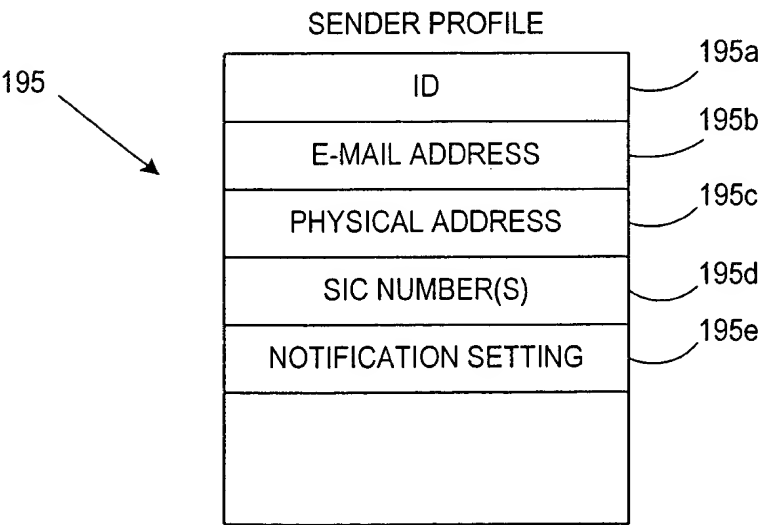 SENDER PROFILE
195
ID
195a
E-MAIL ADDRESS
195b
PHYSICAL ADDRESS
195c
SIC NUMBER(S)
195d
NOTIFICATION SETTING
195e